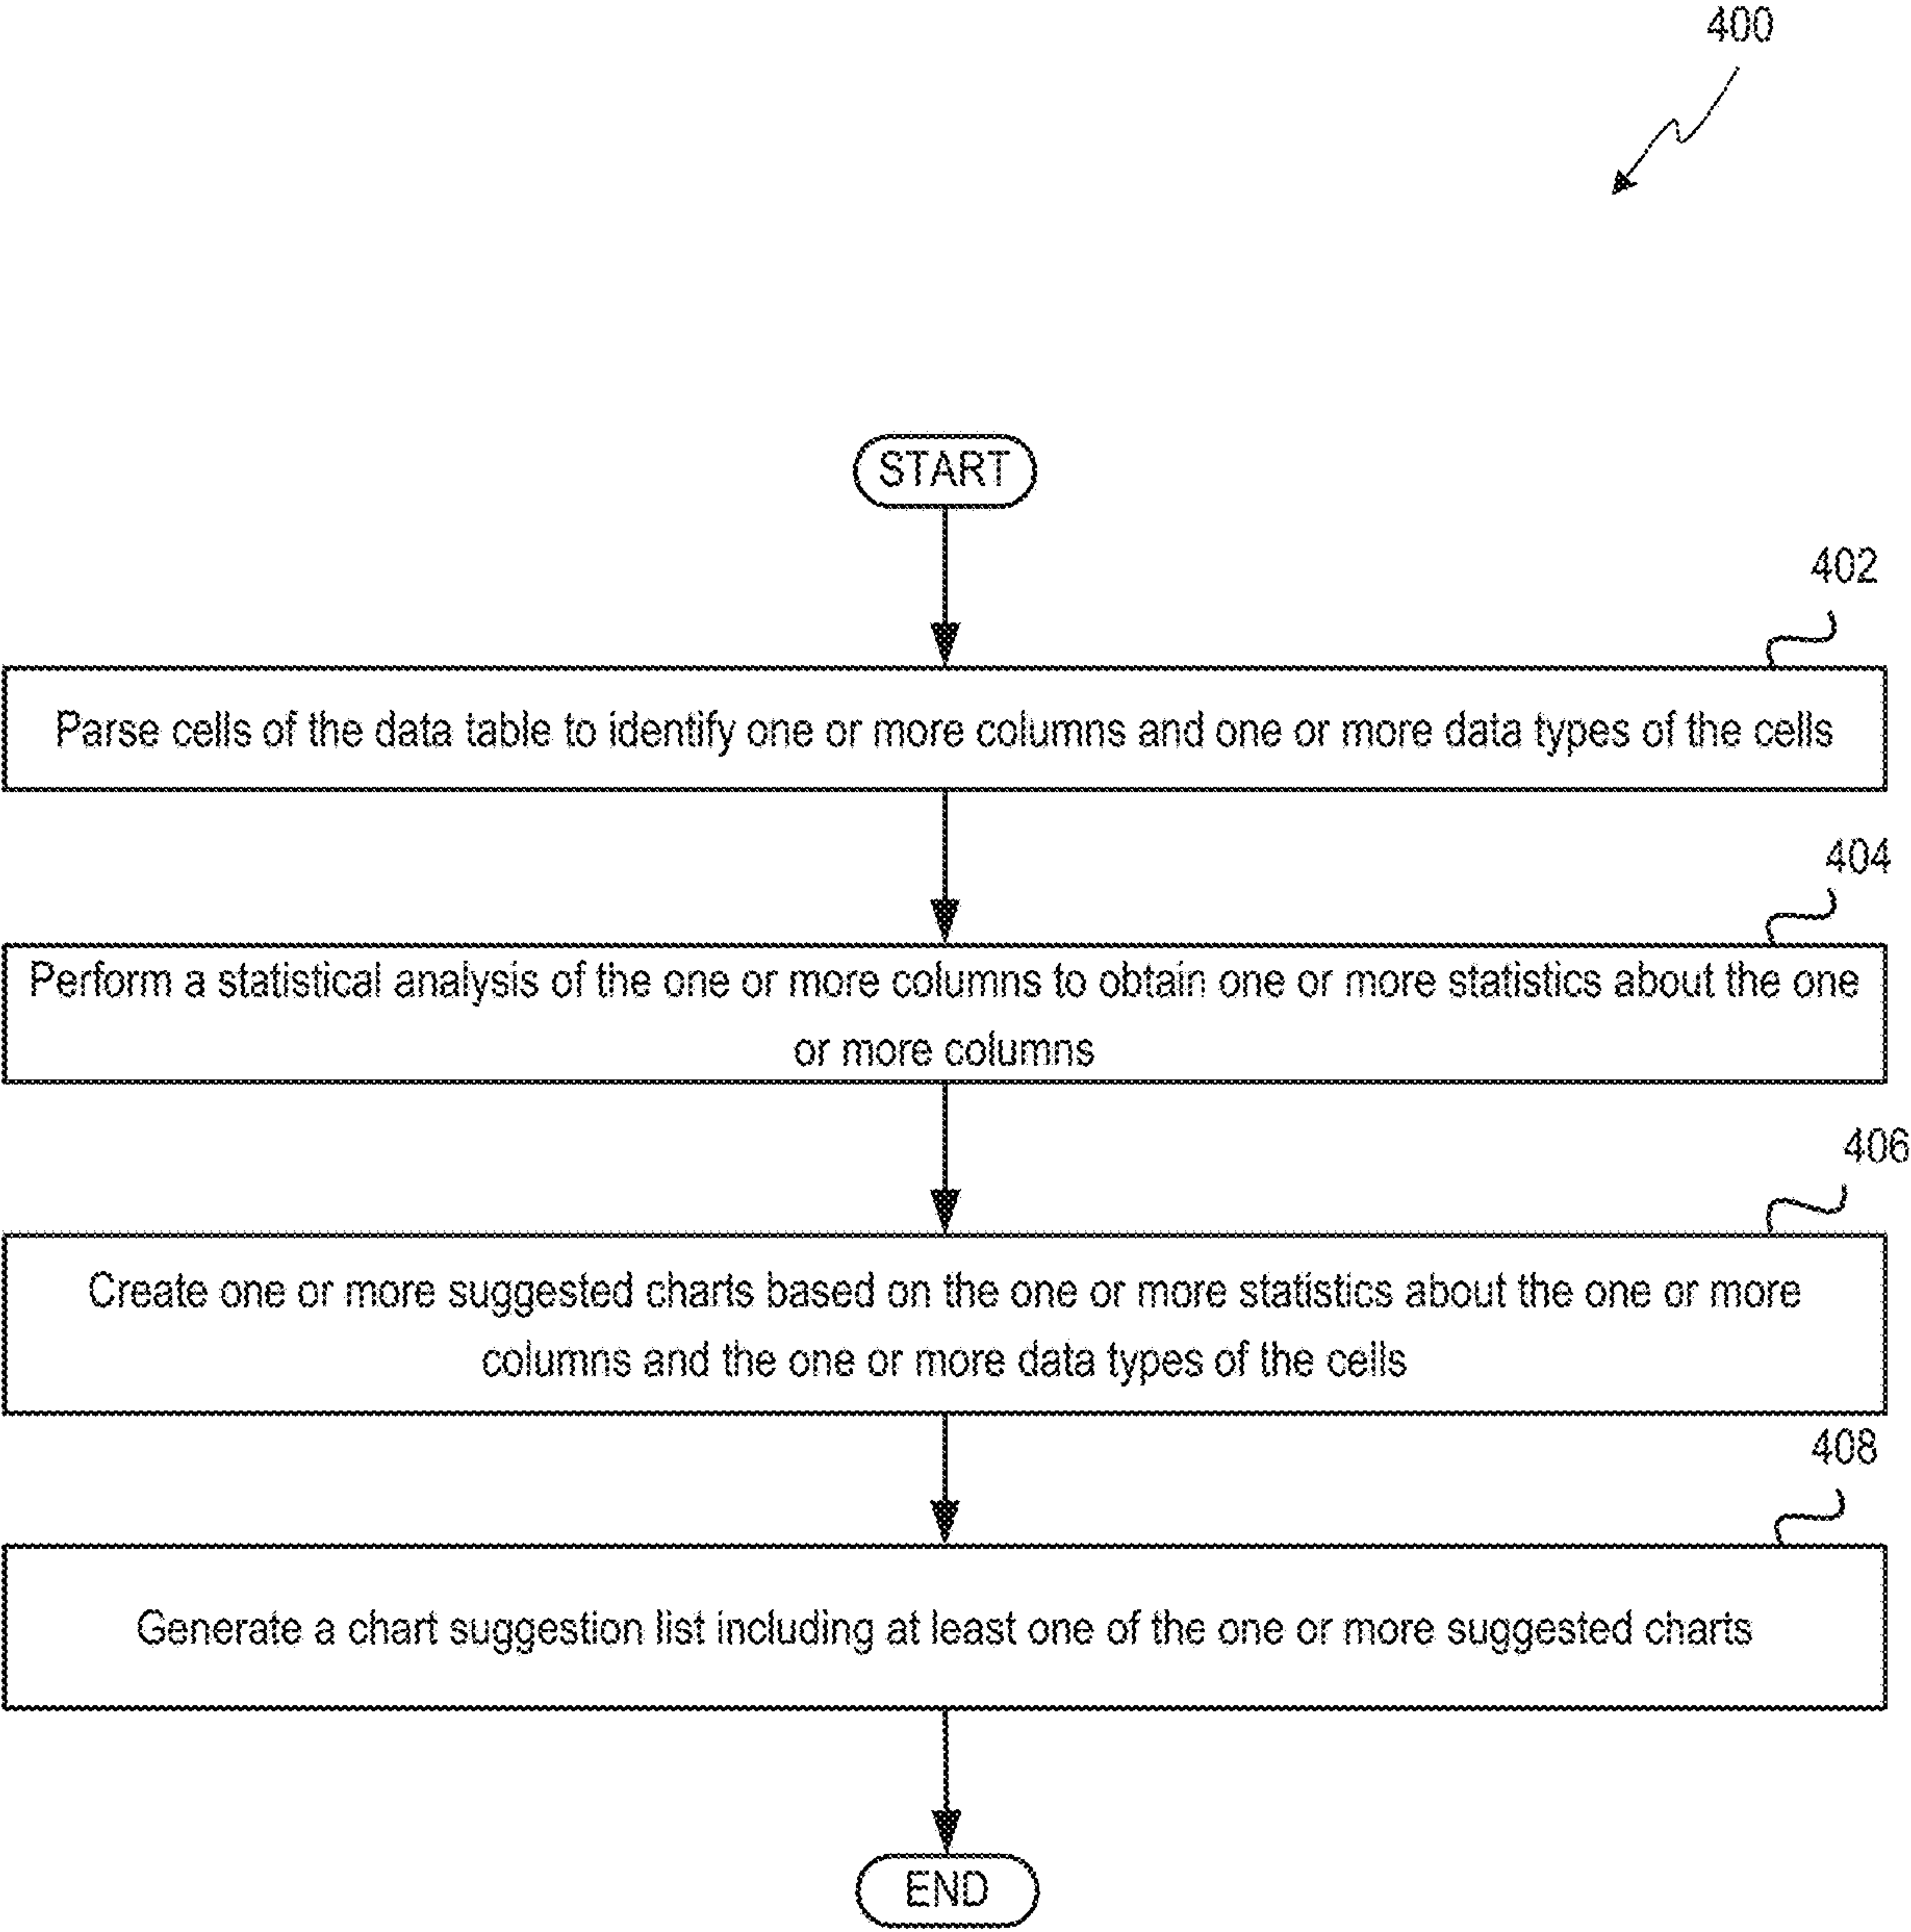 400
START
402
Parse cells of the data table to identify one or more columns and one or more data types of the cells
404
Perform a statistical analysis of the one or more columns to obtain one or more statistics about the one
or more columns
406
Create one or more suggested charts based on the one or more statistics about the one or more
columns and the one or more data types of the cells
408
Generate a chart suggestion list including at least one of the one or more suggested charts
END